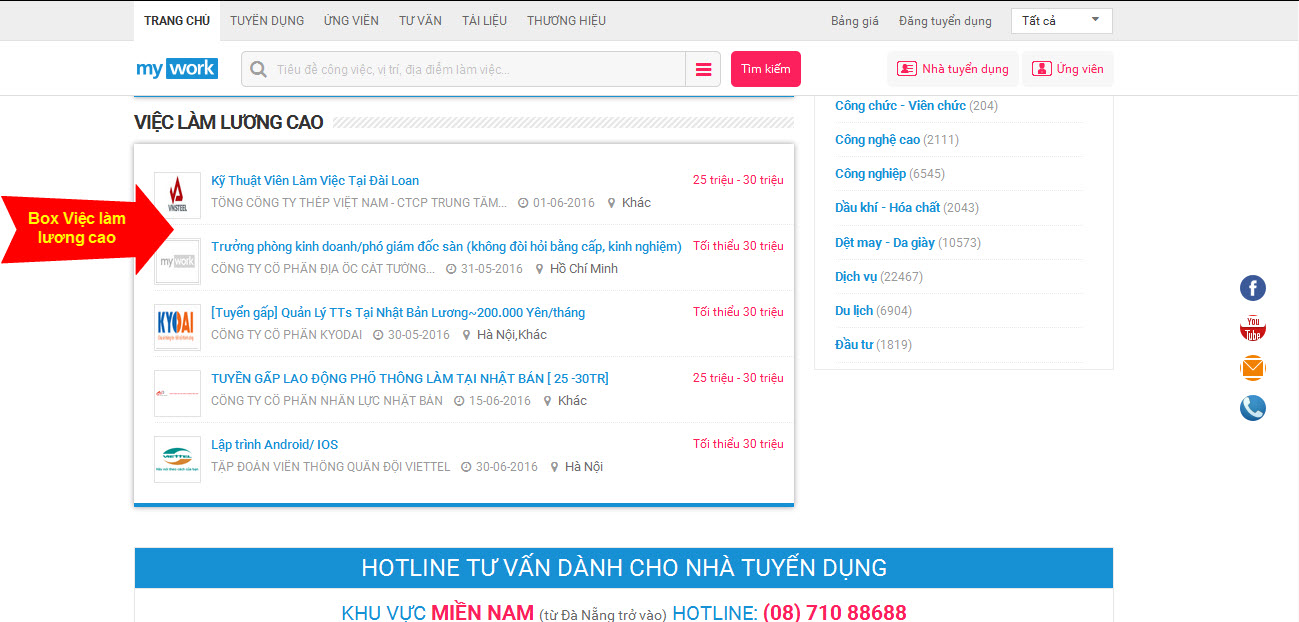 TRANG CHỦ TUYỂN DỤNG ỨNG VIÊN TƯ VẤN TÀI LIỆU THƯƠNG HIỆU Bảng giá Đăng tuyển dụng Tất cả
my work Tiêu đề công việc, vị trí, địa điểm làm việc... Tìm kiếm Nhà tuyển dụng Ứng viên
VIỆC LÀM LƯƠNG CAO
Box Việc làm
lương cao
VNSTEEL
Kỹ Thuật Viên Làm Việc Tại Đài Loan 25 triệu - 30 triệu
TỔNG CÔNG TY THÉP VIỆT NAM - CTCP TRUNG TÂM... 01-06-2016 Khác
my work
Trưởng phòng kinh doanh/phó giám đốc sàn (không đòi hỏi bằng cấp, kinh nghiệm) Tối thiểu 30 triệu
CÔNG TY CỔ PHẦN ĐỊA ỐC CÁT TƯỜNG... 31-05-2016 Hồ Chí Minh
KYODAI
[Tuyển gấp] Quản Lý TTs Tại Nhật Bản Lương~200.000 Yên/tháng Tối thiểu 30 triệu
CÔNG TY CỔ PHẦN KYODAI 30-05-2016 Hà Nội,Khác
TUYỂN GẤP LAO ĐỘNG PHỔ THÔNG LÀM TẠI NHẬT BẢN [ 25 -30TR] 25 triệu - 30 triệu
CÔNG TY CỔ PHẦN NHÂN LỰC NHẬT BẢN 15-06-2016 Khác
VIETTEL
Lập trình Android/ IOS Tối thiểu 30 triệu
TẬP ĐOÀN VIỄN THÔNG QUÂN ĐỘI VIETTEL 30-06-2016 Hà Nội
Công chức - Viên chức (204)
Công nghệ cao (2111)
Công nghiệp (6545)
Dầu khí - Hóa chất (2043)
Dệt may - Da giày (10573)
Dịch vụ (22467)
Du lịch (6904)
Đầu tư (1819)
f
You
Tube
HOTLINE TƯ VẤN DÀNH CHO NHÀ TUYỂN DỤNG
KHU VỰC MIỀN NAM (từ Đà Nẵng trở vào) HOTLINE: (08) 710 88688